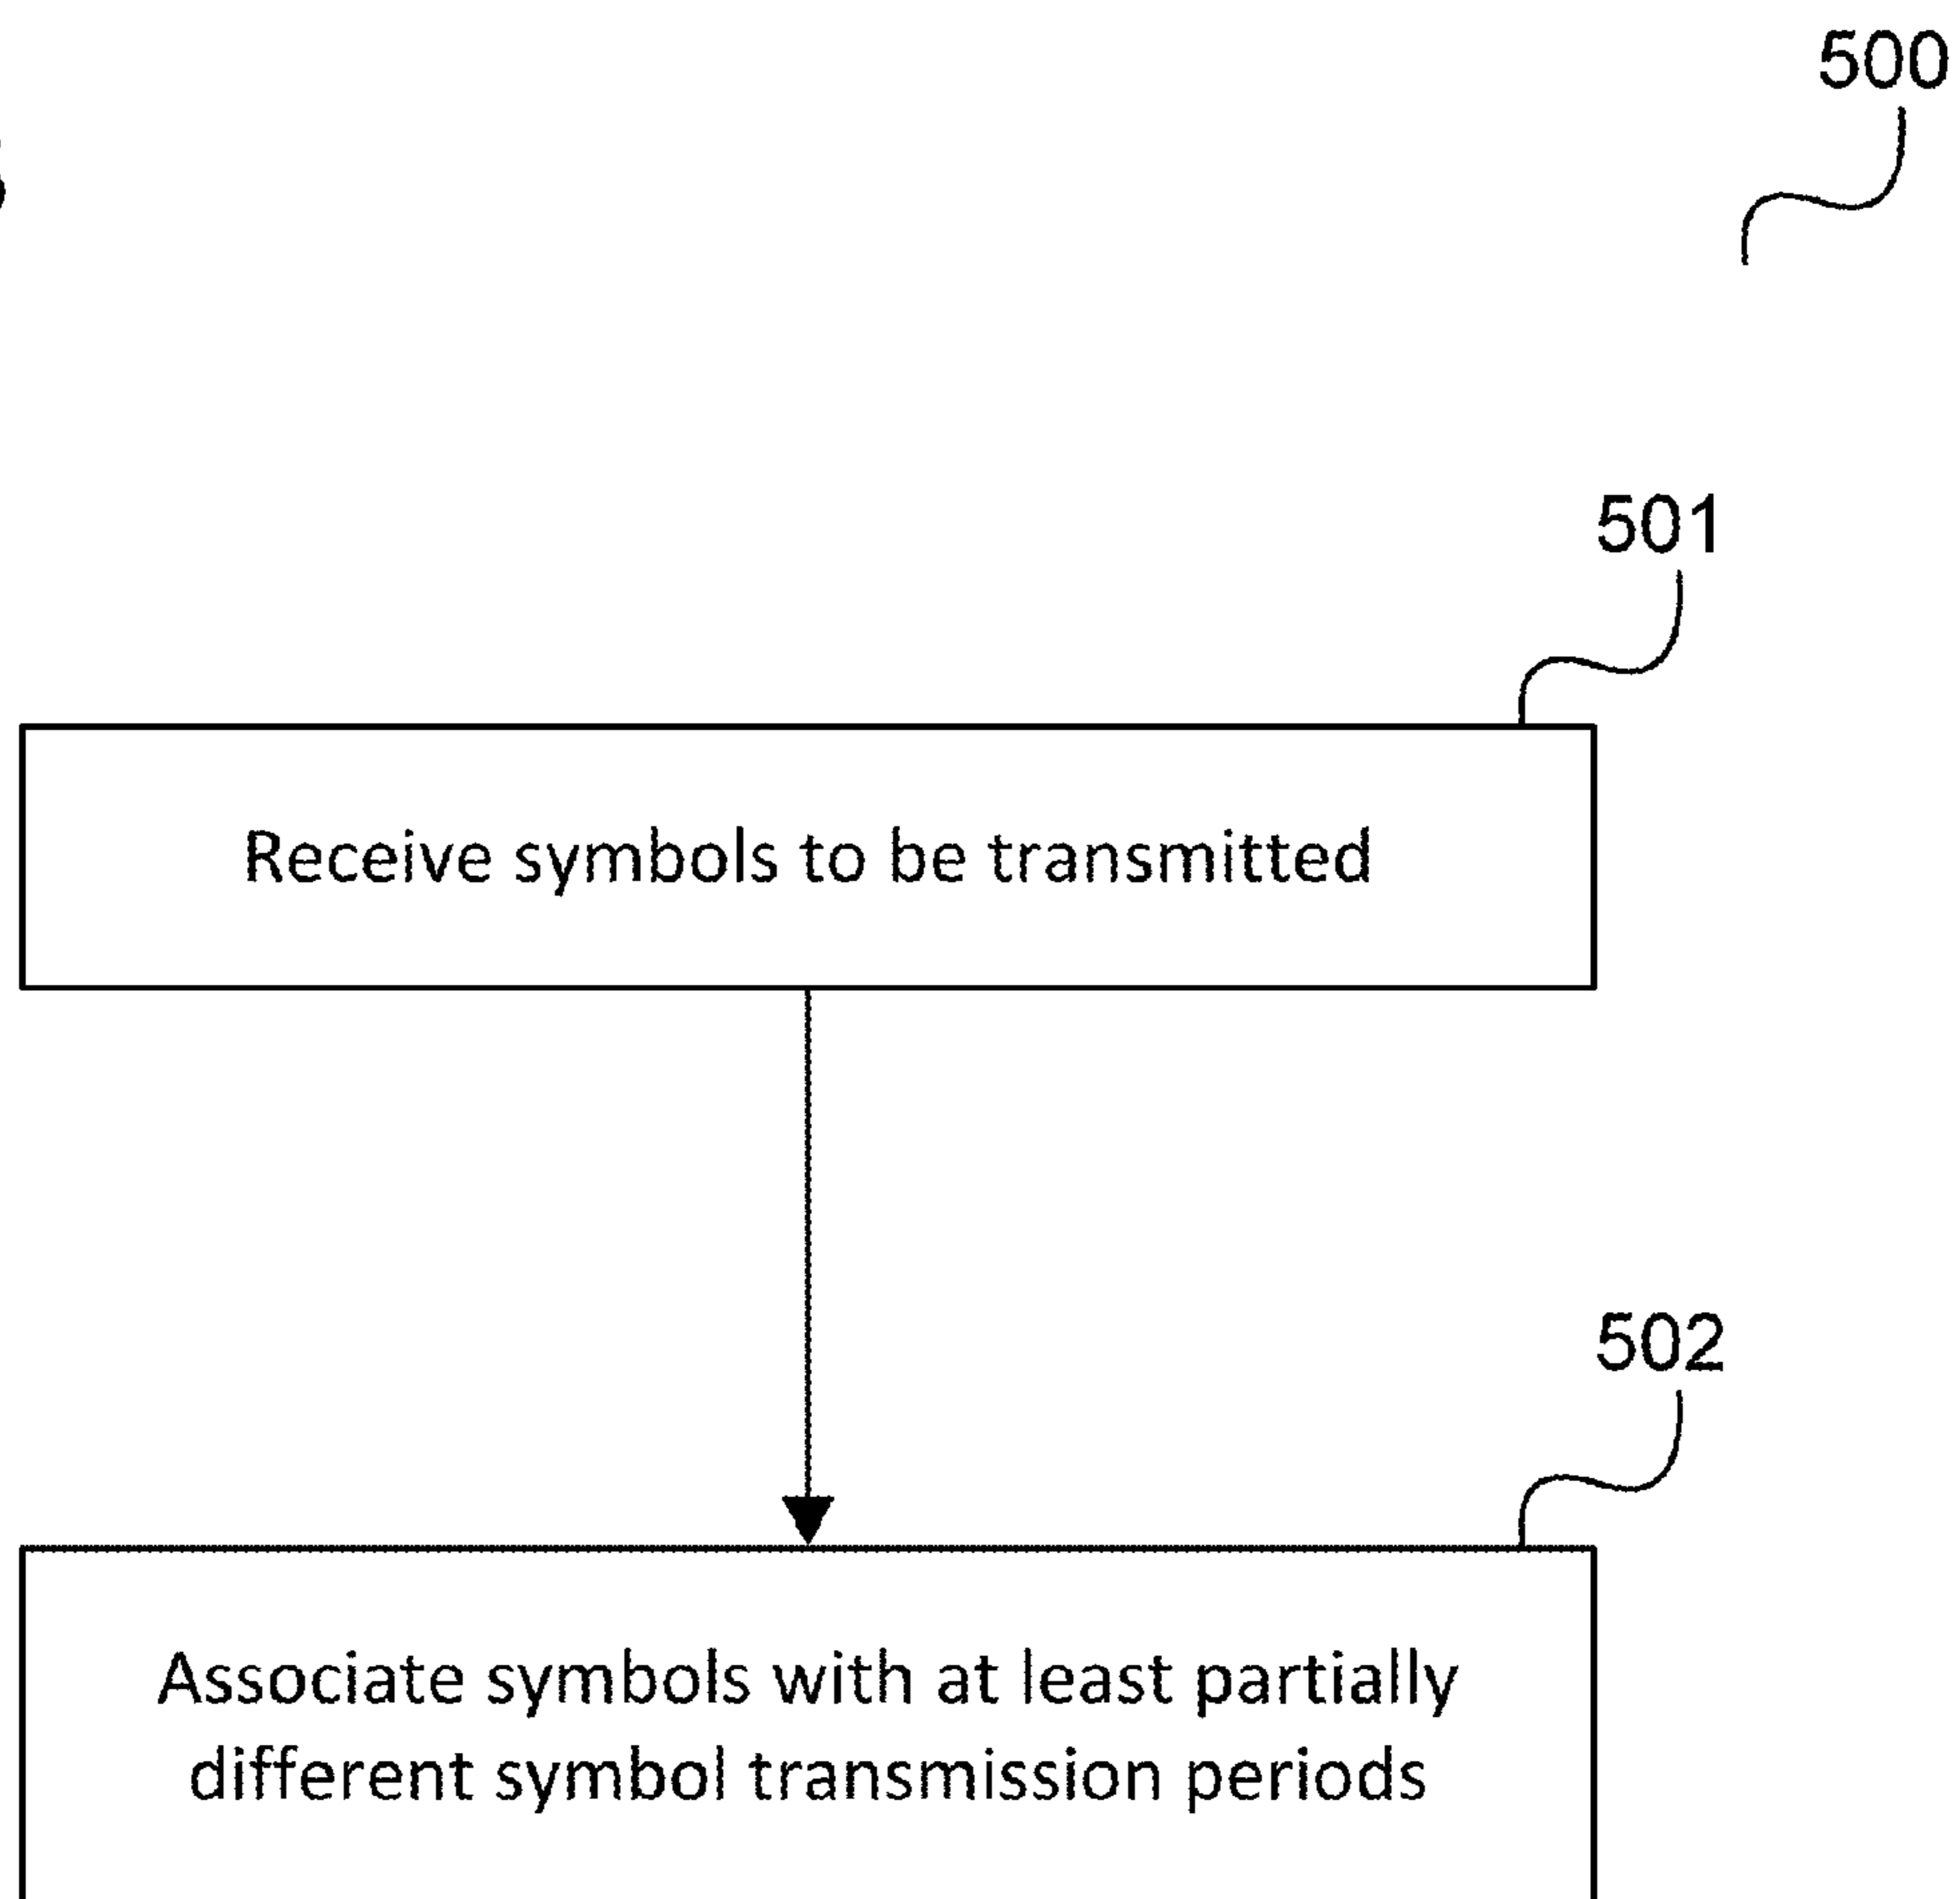 500
501
Receive symbols to be transmitted
502
Associate symbols with at least partially
different symbol transmission periods